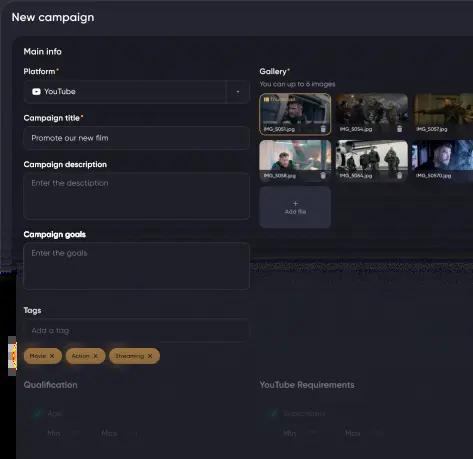 New campaign
Main info
Platform*
YouTube
Campaign title*
Promote our new film
Campaign description
Enter the desctiption
Campaign goals
Enter the goals
Tags
Add a tag
Movie ×
Action ×
Streaming ×
Gallery*
You can up to 6 images
Thumbnail
IMG_5051.jpg
IMG_5054.jpg
IMG_5057.jpg
IMG_5058.jpg
IMG_5064.jpg
IMG_50570.jpg
+
Add file
Qualification
Age
Min
Max
YouTube Requirements
Subscribers
Min
Max